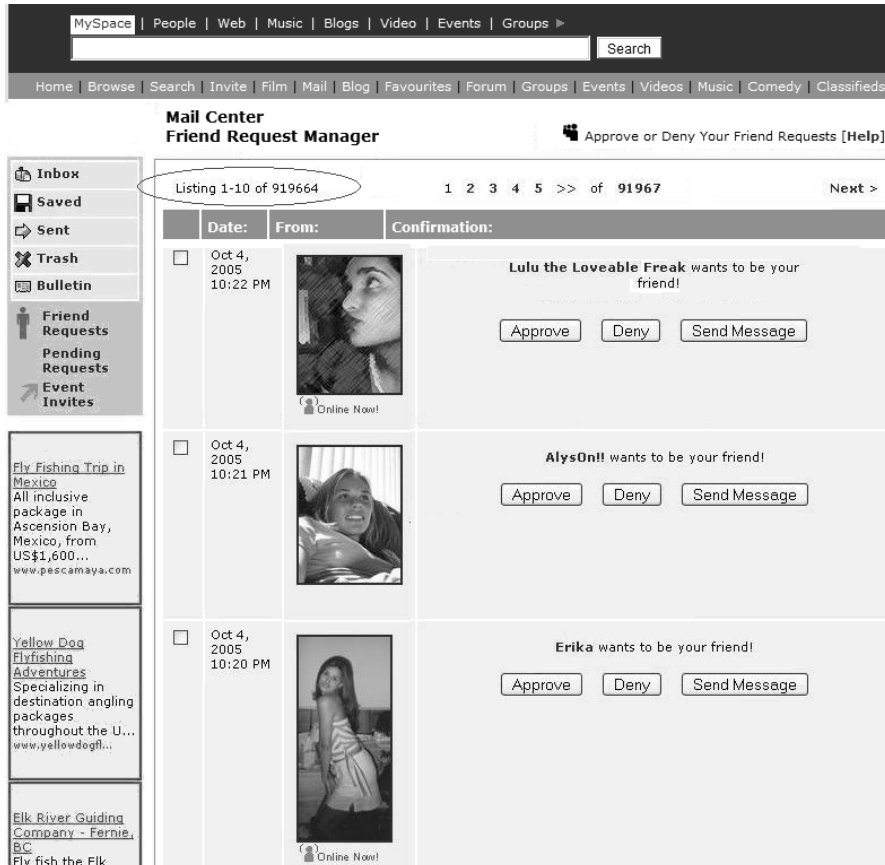 MySpace | People | Web | Music | Blogs | Video | Events | Groups
Search
Home | Browse | Search | Invite | Film | Mail | Blog | Favourites | Forum | Groups | Events | Videos | Music | Comedy | Classifieds
Mail Center
Friend Request Manager
Approve or Deny Your Friend Requests [Help]
Inbox
Saved
Sent
Trash
Bulletin
Friend
Requests
Pending
Requests
Event
Invites
Listing 1-10 of 919664
1 2 3 4 5 >> of 91967
Next >
Date: From: Confirmation:
Oct 4,
2005
10:22 PM
Online Now!
Lulu the Loveable Freak wants to be your
friend!
Approve Deny Send Message
Oct 4,
2005
10:21 PM
AlysOn!! wants to be your friend!
Approve Deny Send Message
Oct 4,
2005
10:20 PM
Online Now!
Erika wants to be your friend!
Approve Deny Send Message
Fly Fishing Trip in
Mexico
All inclusive
package in
Ascension Bay,
Mexico, from
US$1,600...
www.pescamaya.com
Yellow Dog
Flyfishing
Adventures
Specializing in
destination angling
packages
throughout the U...
www.yellowdogfl...
Elk River Guiding
Company - Fernie,
BC
Fly fish the Elk